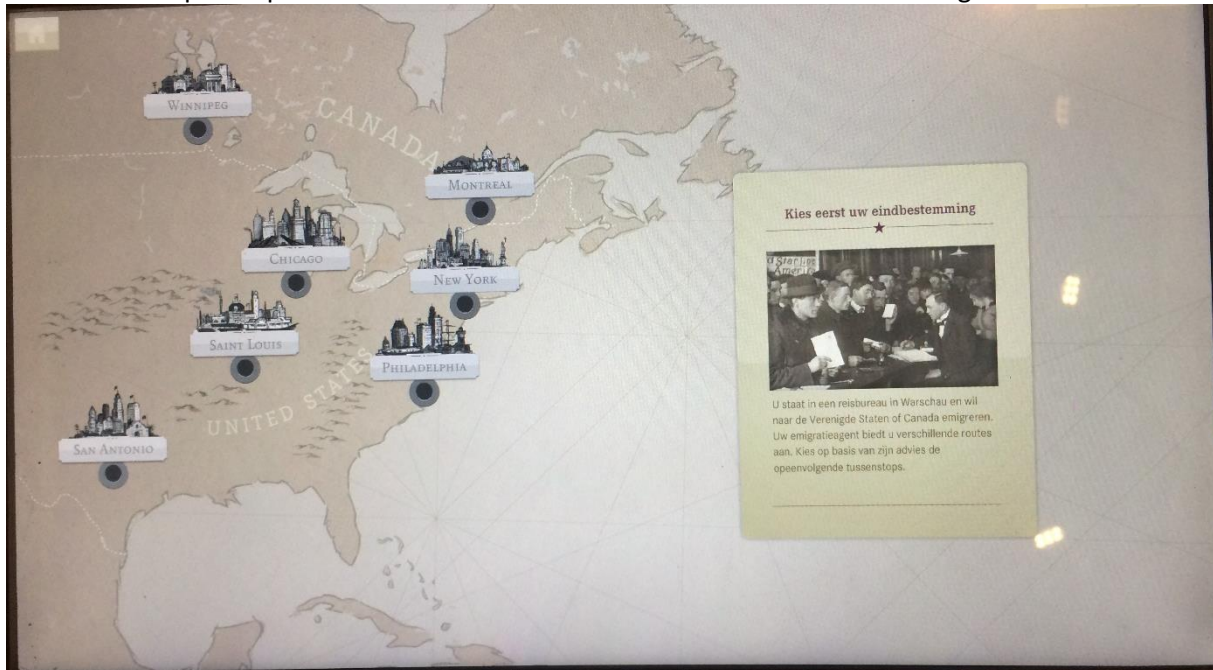 WINNIPEG
CANADA
MONTREAL
CHICAGO
NEW YORK
SAINT LOUIS
PHILADELPHIA
UNITED STATES
SAN ANTONIO
Kies eerst uw eindbestemming
U staat in een reisbureau in Warschau en wil
naar de Verenigde Staten of Canada emigreren.
Uw emigratieagent biedt u verschillende routes
aan. Kies op basis van zijn advies de
opeenvolgende tussenstops.